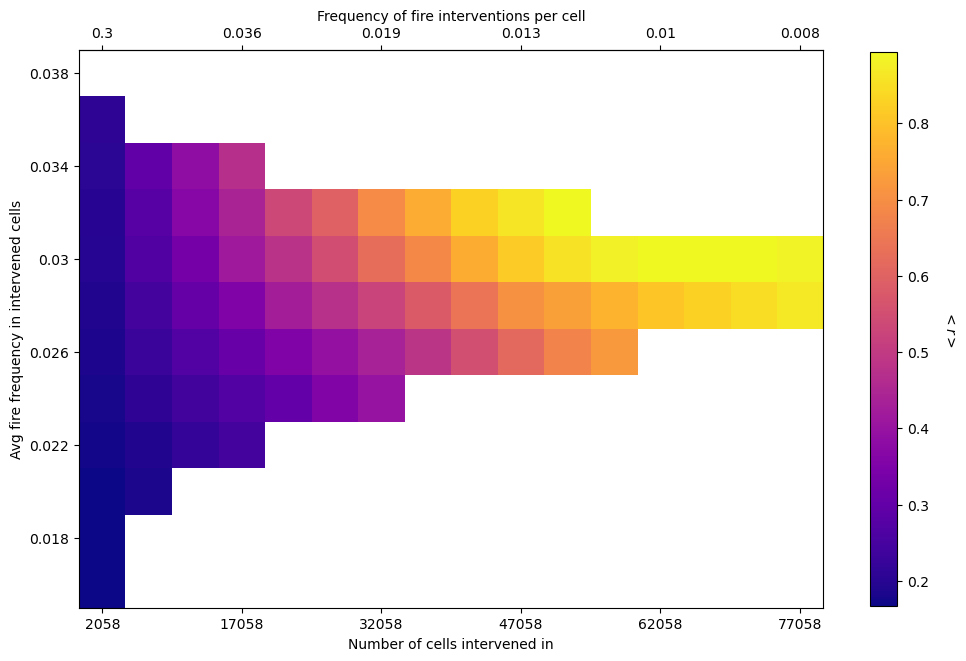 Frequency of fire interventions per cell
0.3 0.036 0.019 0.013 0.01 0.008
0.038
0.034
0.03
0.026
0.022
0.018
Avg fire frequency in intervened cells
2058 17058 32058 47058 62058 77058
Number of cells intervened in
0.8
0.7
0.6
0.5
0.4
0.3
0.2
< r >